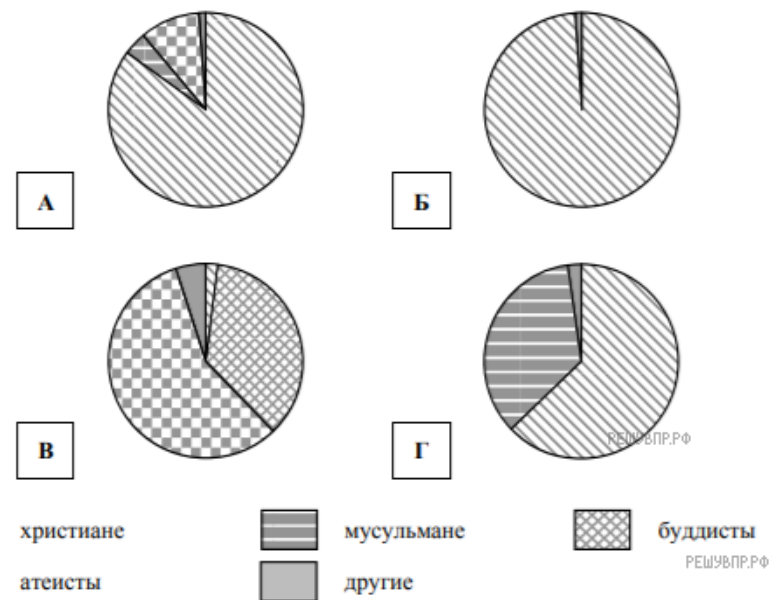 А
Б
В
Г
РЕШУВПР.РФ
христиане
мусульмане
буддисты
РЕШУВПР.РФ
атеисты
другие